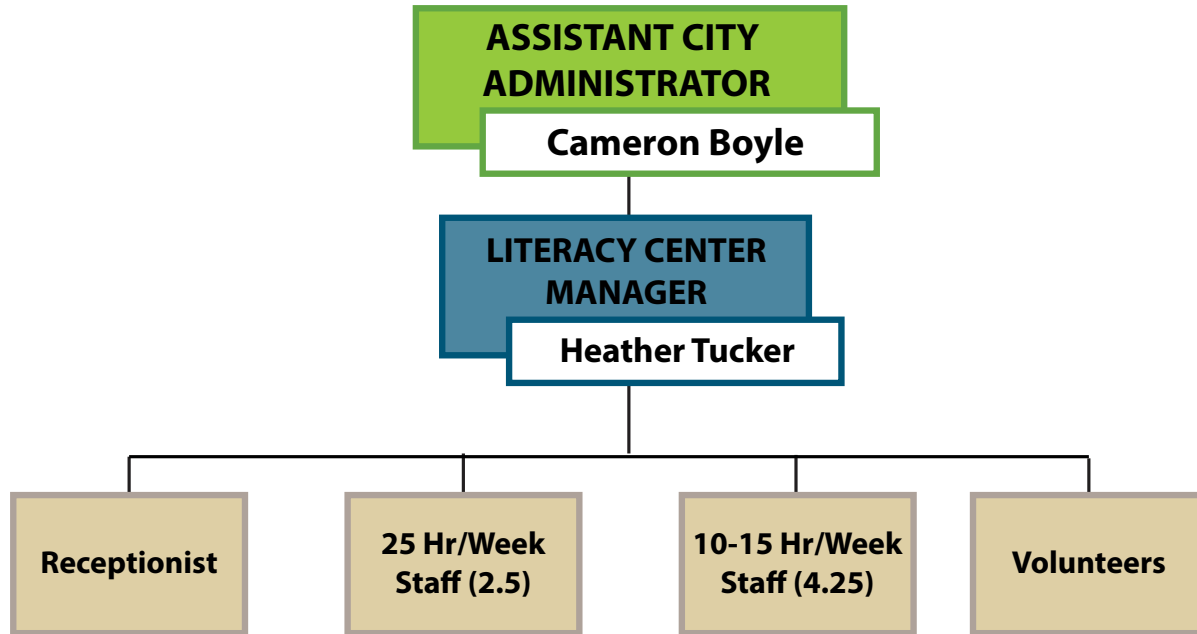 ASSISTANT CITY
ADMINISTRATOR
Cameron Boyle
LITERACY CENTER
MANAGER
Heather Tucker
Receptionist
25 Hr/Week
Staff (2.5)
10-15 Hr/Week
Staff (4.25)
Volunteers